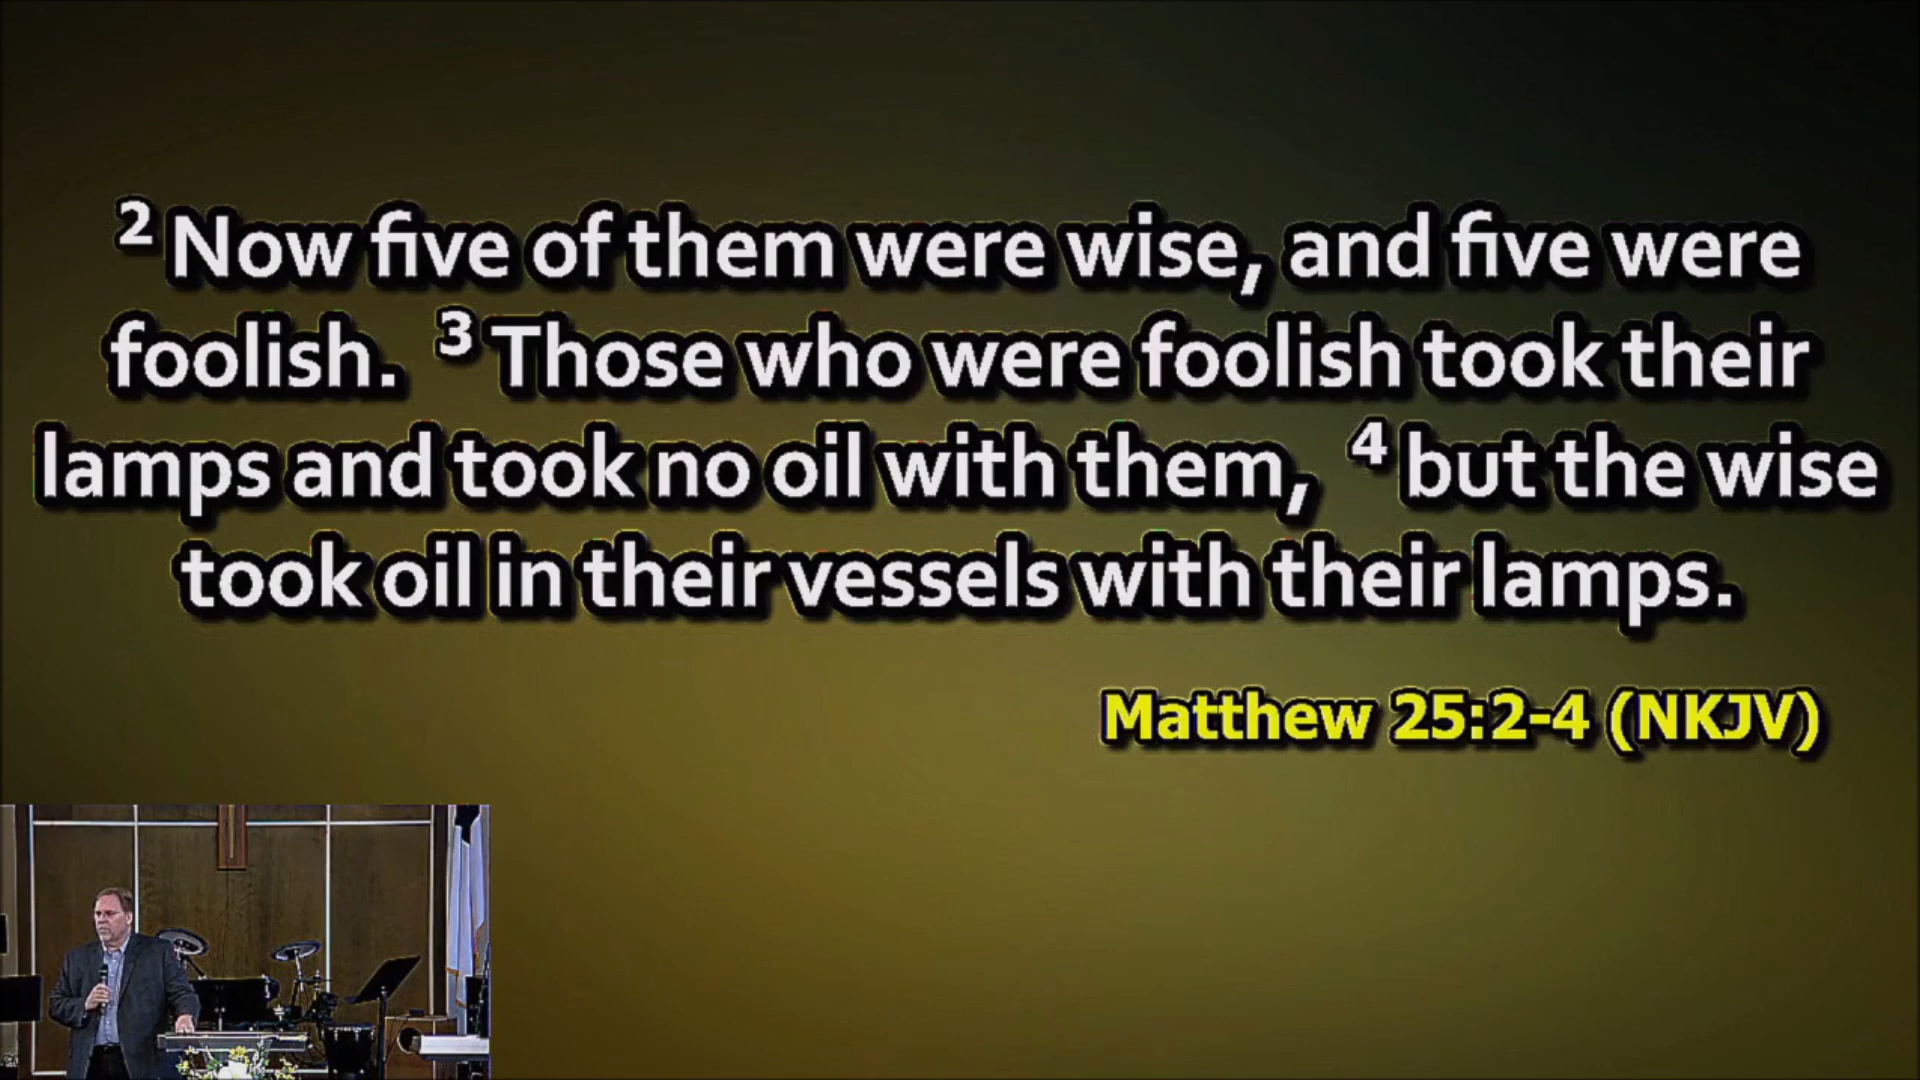 2 Now five of them were wise, and five were
foolish. 3 Those who were foolish took their
lamps and took no oil with them, 4 but the wise
took oil in their vessels with their lamps.
Matthew 25:2-4 (NKJV)